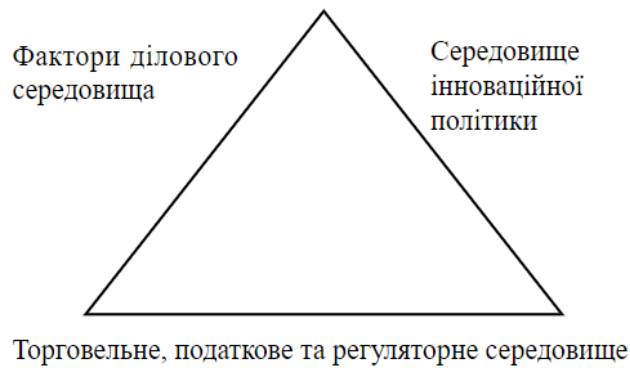 Фактори ділового
середовища
Середовище
інноваційної
політики
Торговельне, податкове та регуляторне середовище